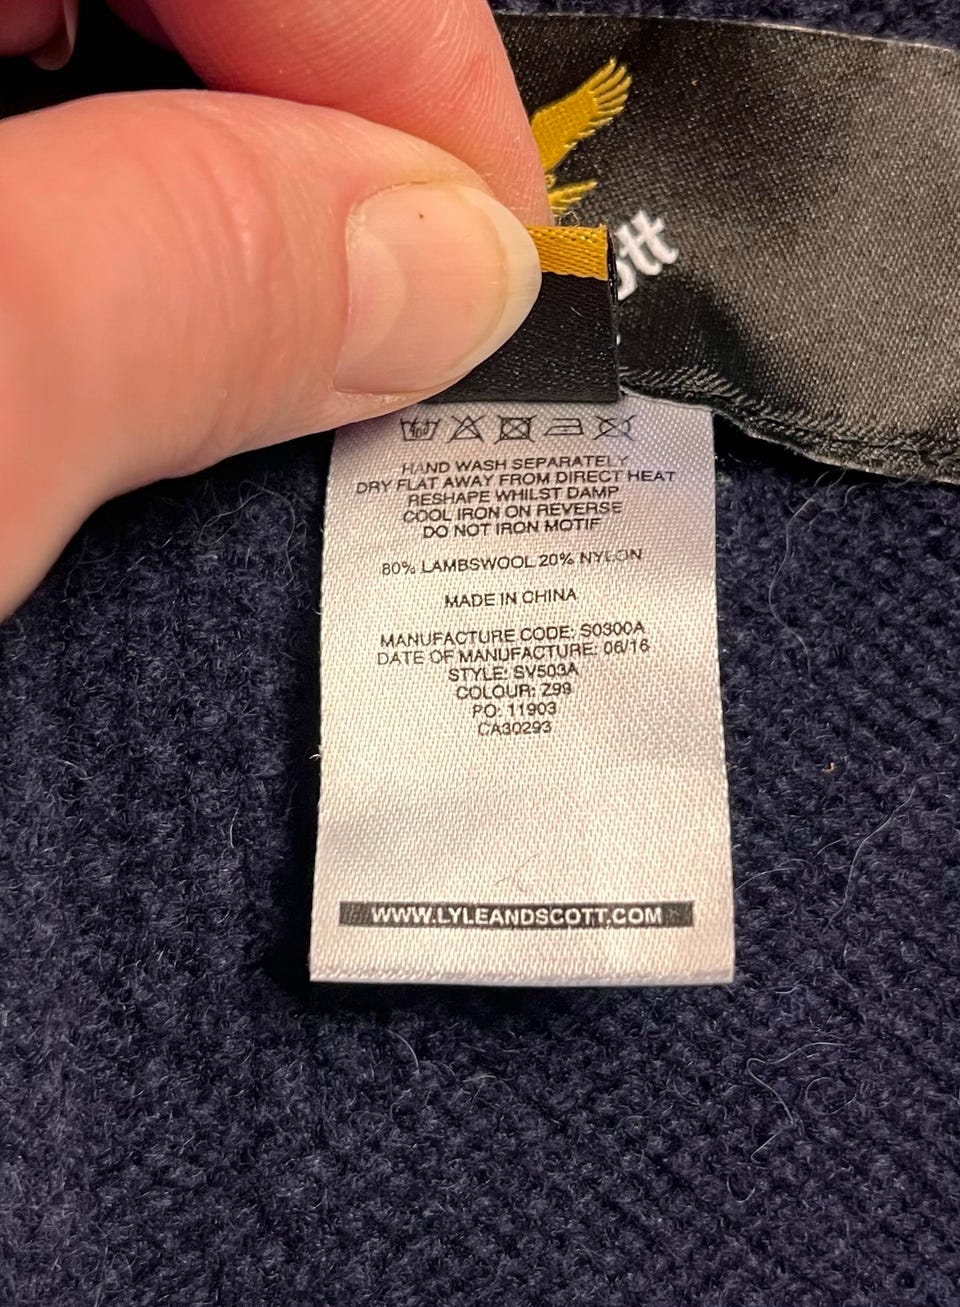 tt
HAND WASH SEPARATELY
DRY FLAT AWAY FROM DIRECT HEAT
RESHAPE WHILST DAMP
COOL IRON ON REVERSE
DO NOT IRON MOTIF
80% LAMBSWOOL 20% NYLON
MADE IN CHINA
MANUFACTURE CODE: S0300A
DATE OF MANUFACTURE: 06/16
STYLE: SV503A
COLOUR: Z99
PO: 11903
CA30293
WWW.LYLEANDSCOTT.COM